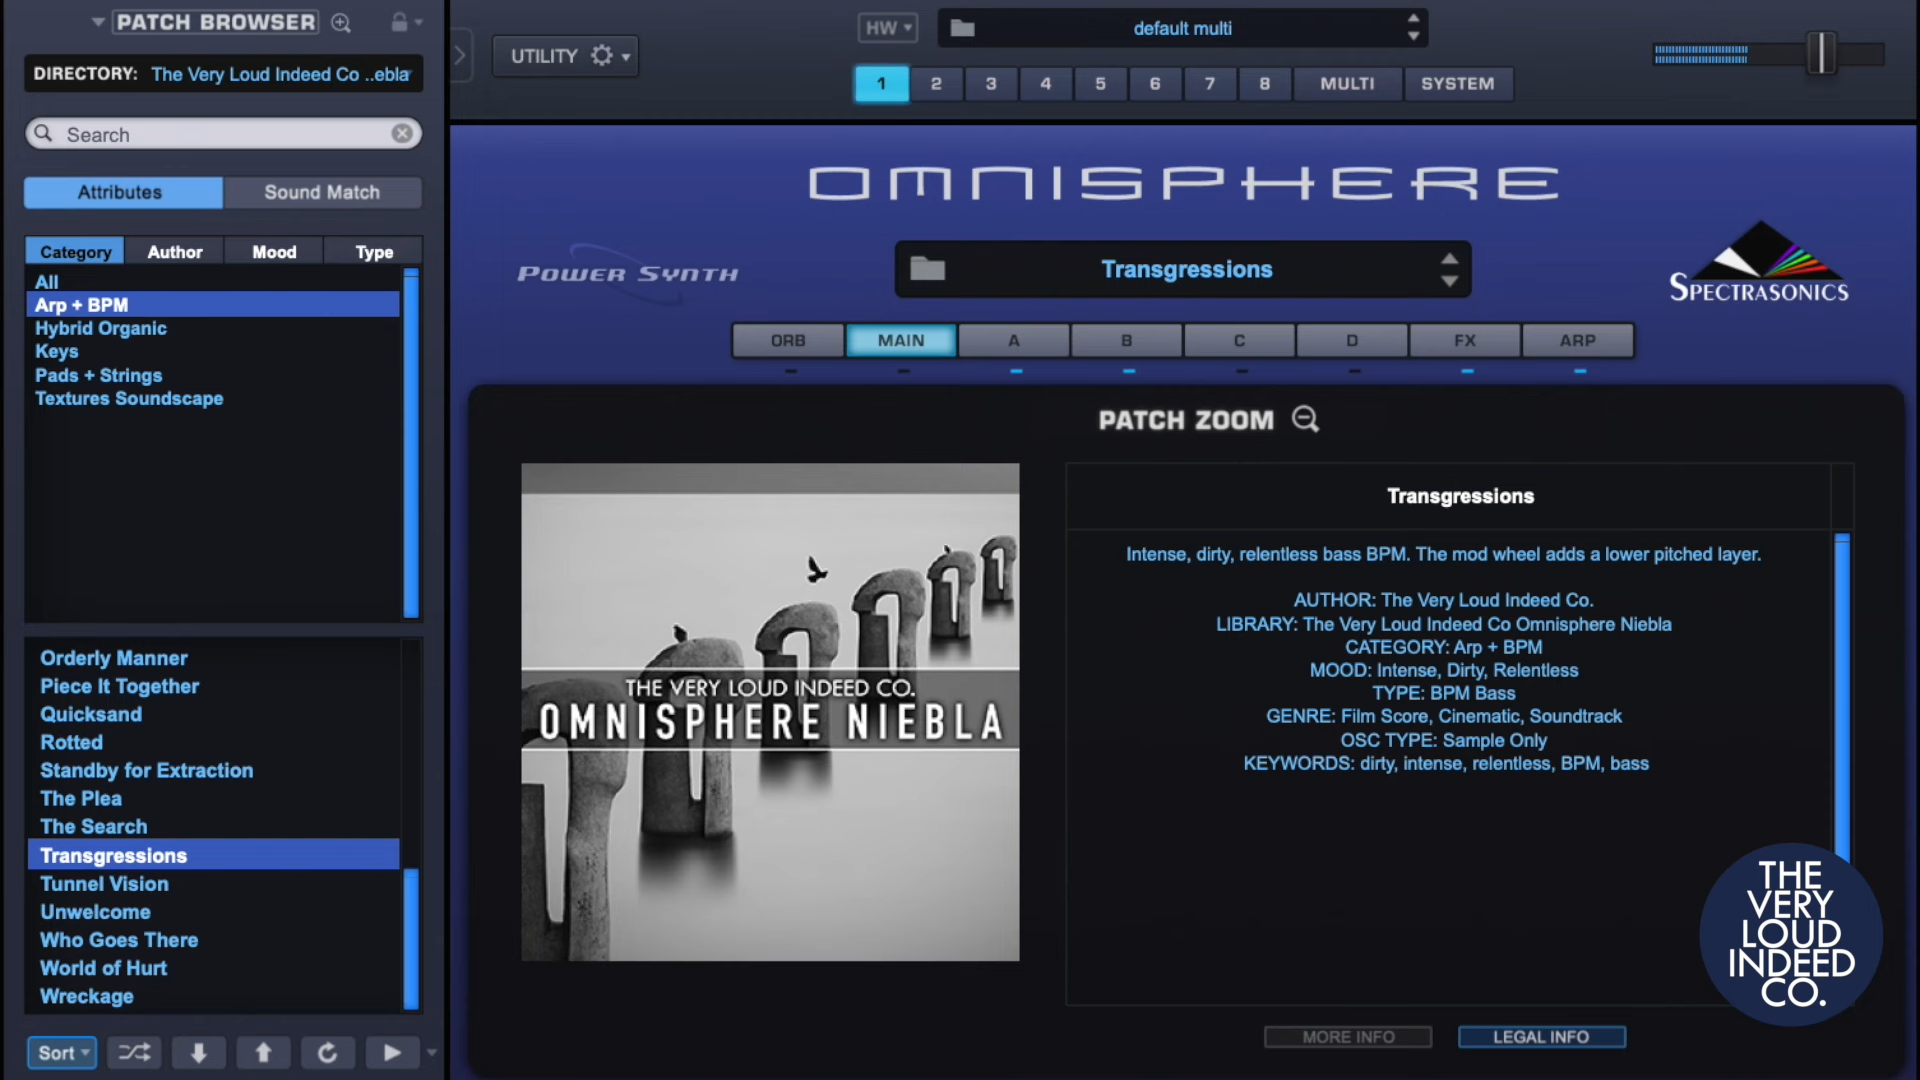 PATCH BROWSER
DIRECTORY: The Very Loud Indeed Co ..ebla
Search
Attributes
Sound Match
Category
Author
Mood
Type
All
Arp + BPM
Hybrid Organic
Keys
Pads + Strings
Textures Soundscape
Orderly Manner
Piece It Together
Quicksand
Rotted
Standby for Extraction
The Plea
The Search
Transgressions
Tunnel Vision
Unwelcome
Who Goes There
World of Hurt
Wreckage
Sort
UTILITY
HW
default multi
1
2
3
4
5
6
7
8
MULTI
SYSTEM
OMNISPHERE
POWER SYNTH
Transgressions
SPECTRASONICS
ORB
MAIN
A
B
C
D
FX
ARP
PATCH ZOOM
THE VERY LOUD INDEED CO.
OMNISPHERE NIEBLA
Transgressions
Intense, dirty, relentless bass BPM. The mod wheel adds a lower pitched layer.
AUTHOR: The Very Loud Indeed Co.
LIBRARY: The Very Loud Indeed Co Omnisphere Niebla
CATEGORY: Arp + BPM
MOOD: Intense, Dirty, Relentless
TYPE: BPM Bass
GENRE: Film Score, Cinematic, Soundtrack
OSC TYPE: Sample Only
KEYWORDS: dirty, intense, relentless, BPM, bass
MORE INFO
LEGAL INFO
THE
VERY
LOUD
INDEED
CO.